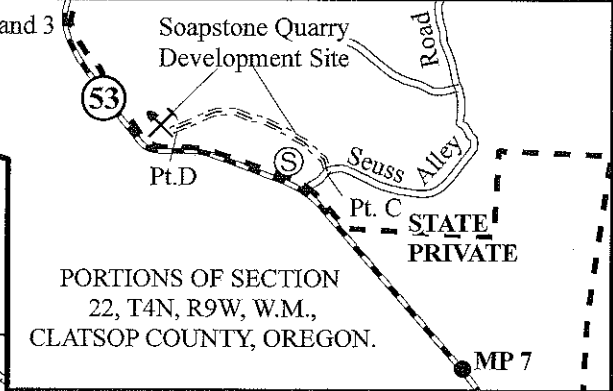 and 3
Soapstone Quarry
Development Site
Road
53
S
Seuss Alley
Pt.D
Pt. C
STATE
PRIVATE
PORTIONS OF SECTION
22, T4N, R9W, W.M.,
CLATSOP COUNTY, OREGON.
MP 7